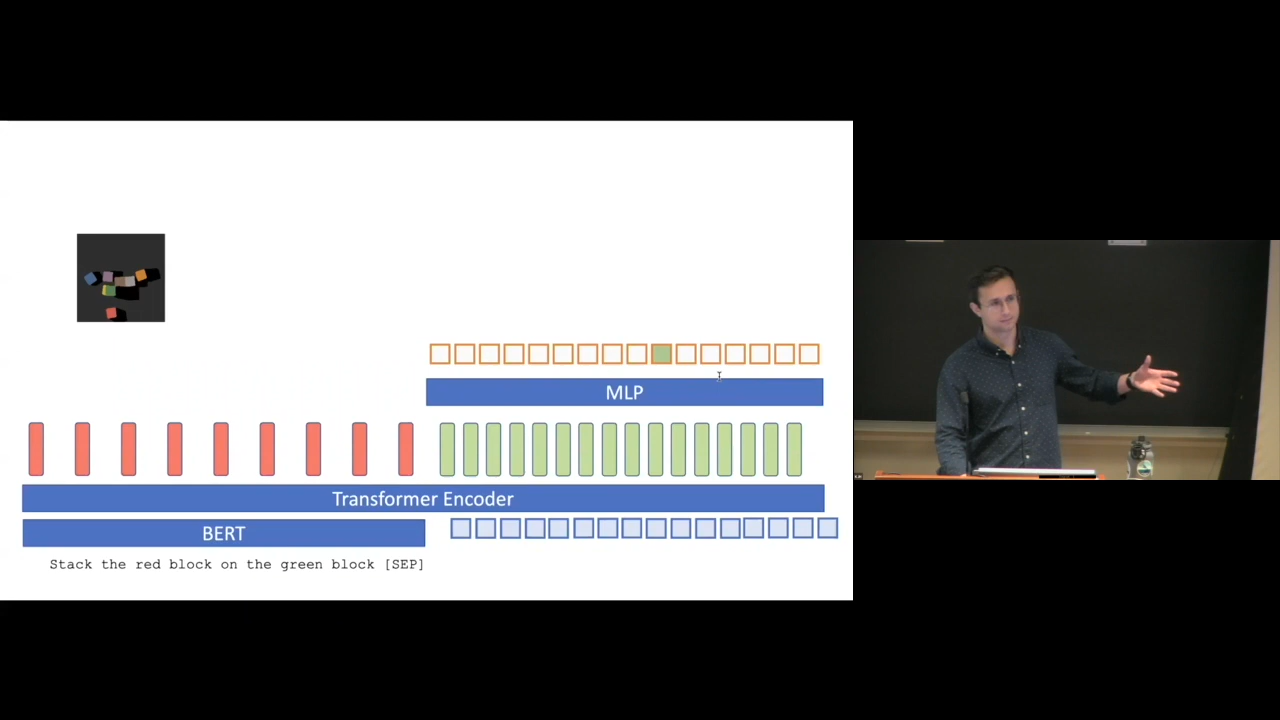 MLP
Transformer Encoder
BERT
Stack the red block on the green block [SEP]